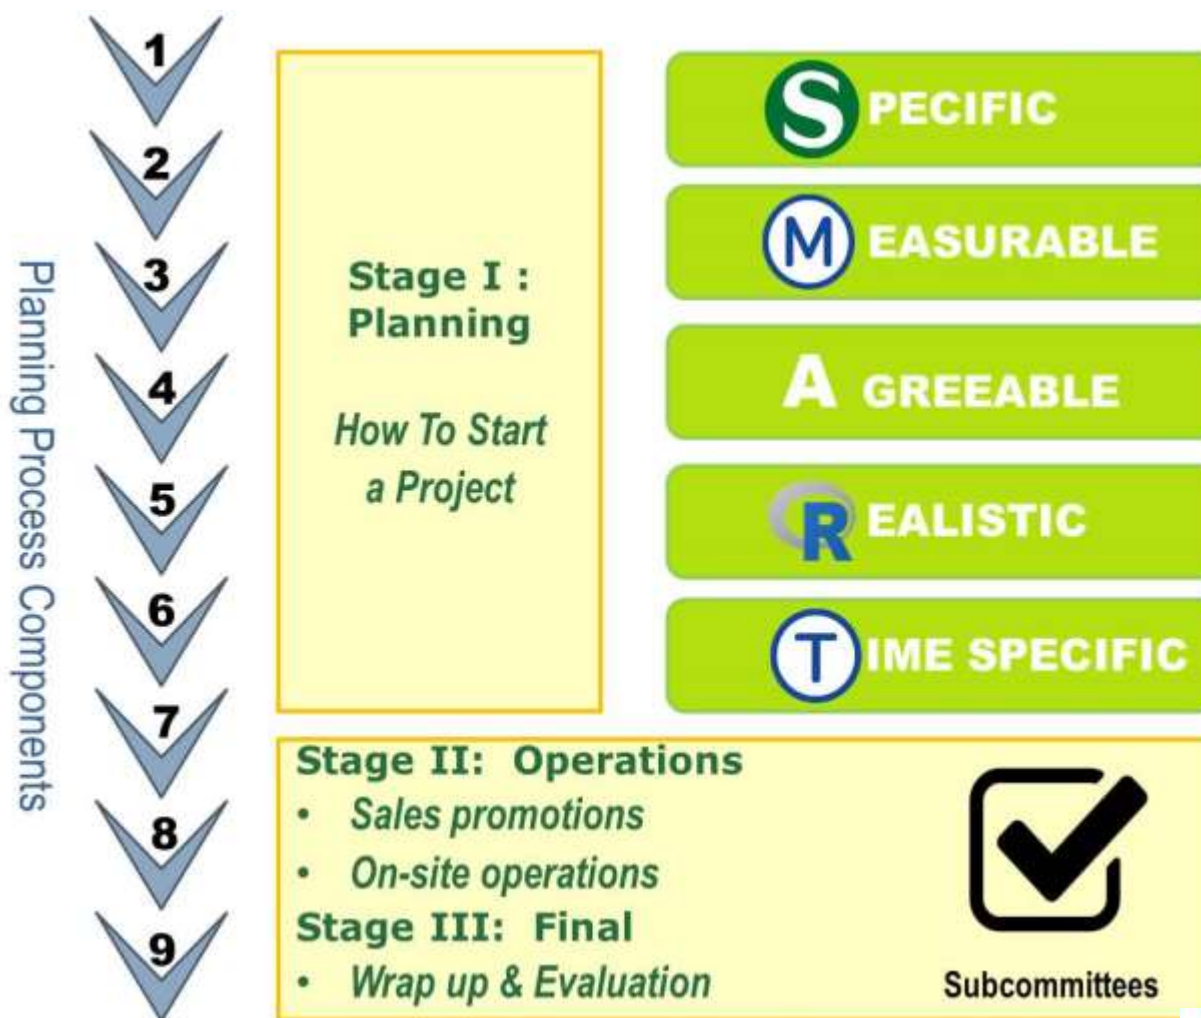 Planning Process Components
1
2
3
4
5
6
7
8
9
Stage I :
Planning
How To Start
a Project
SPECIFIC
MEASURABLE
A GREEABLE
REALISTIC
TIME SPECIFIC
Stage II: Operations
• Sales promotions
• On-site operations
Stage III: Final
• Wrap up & Evaluation
Subcommittees